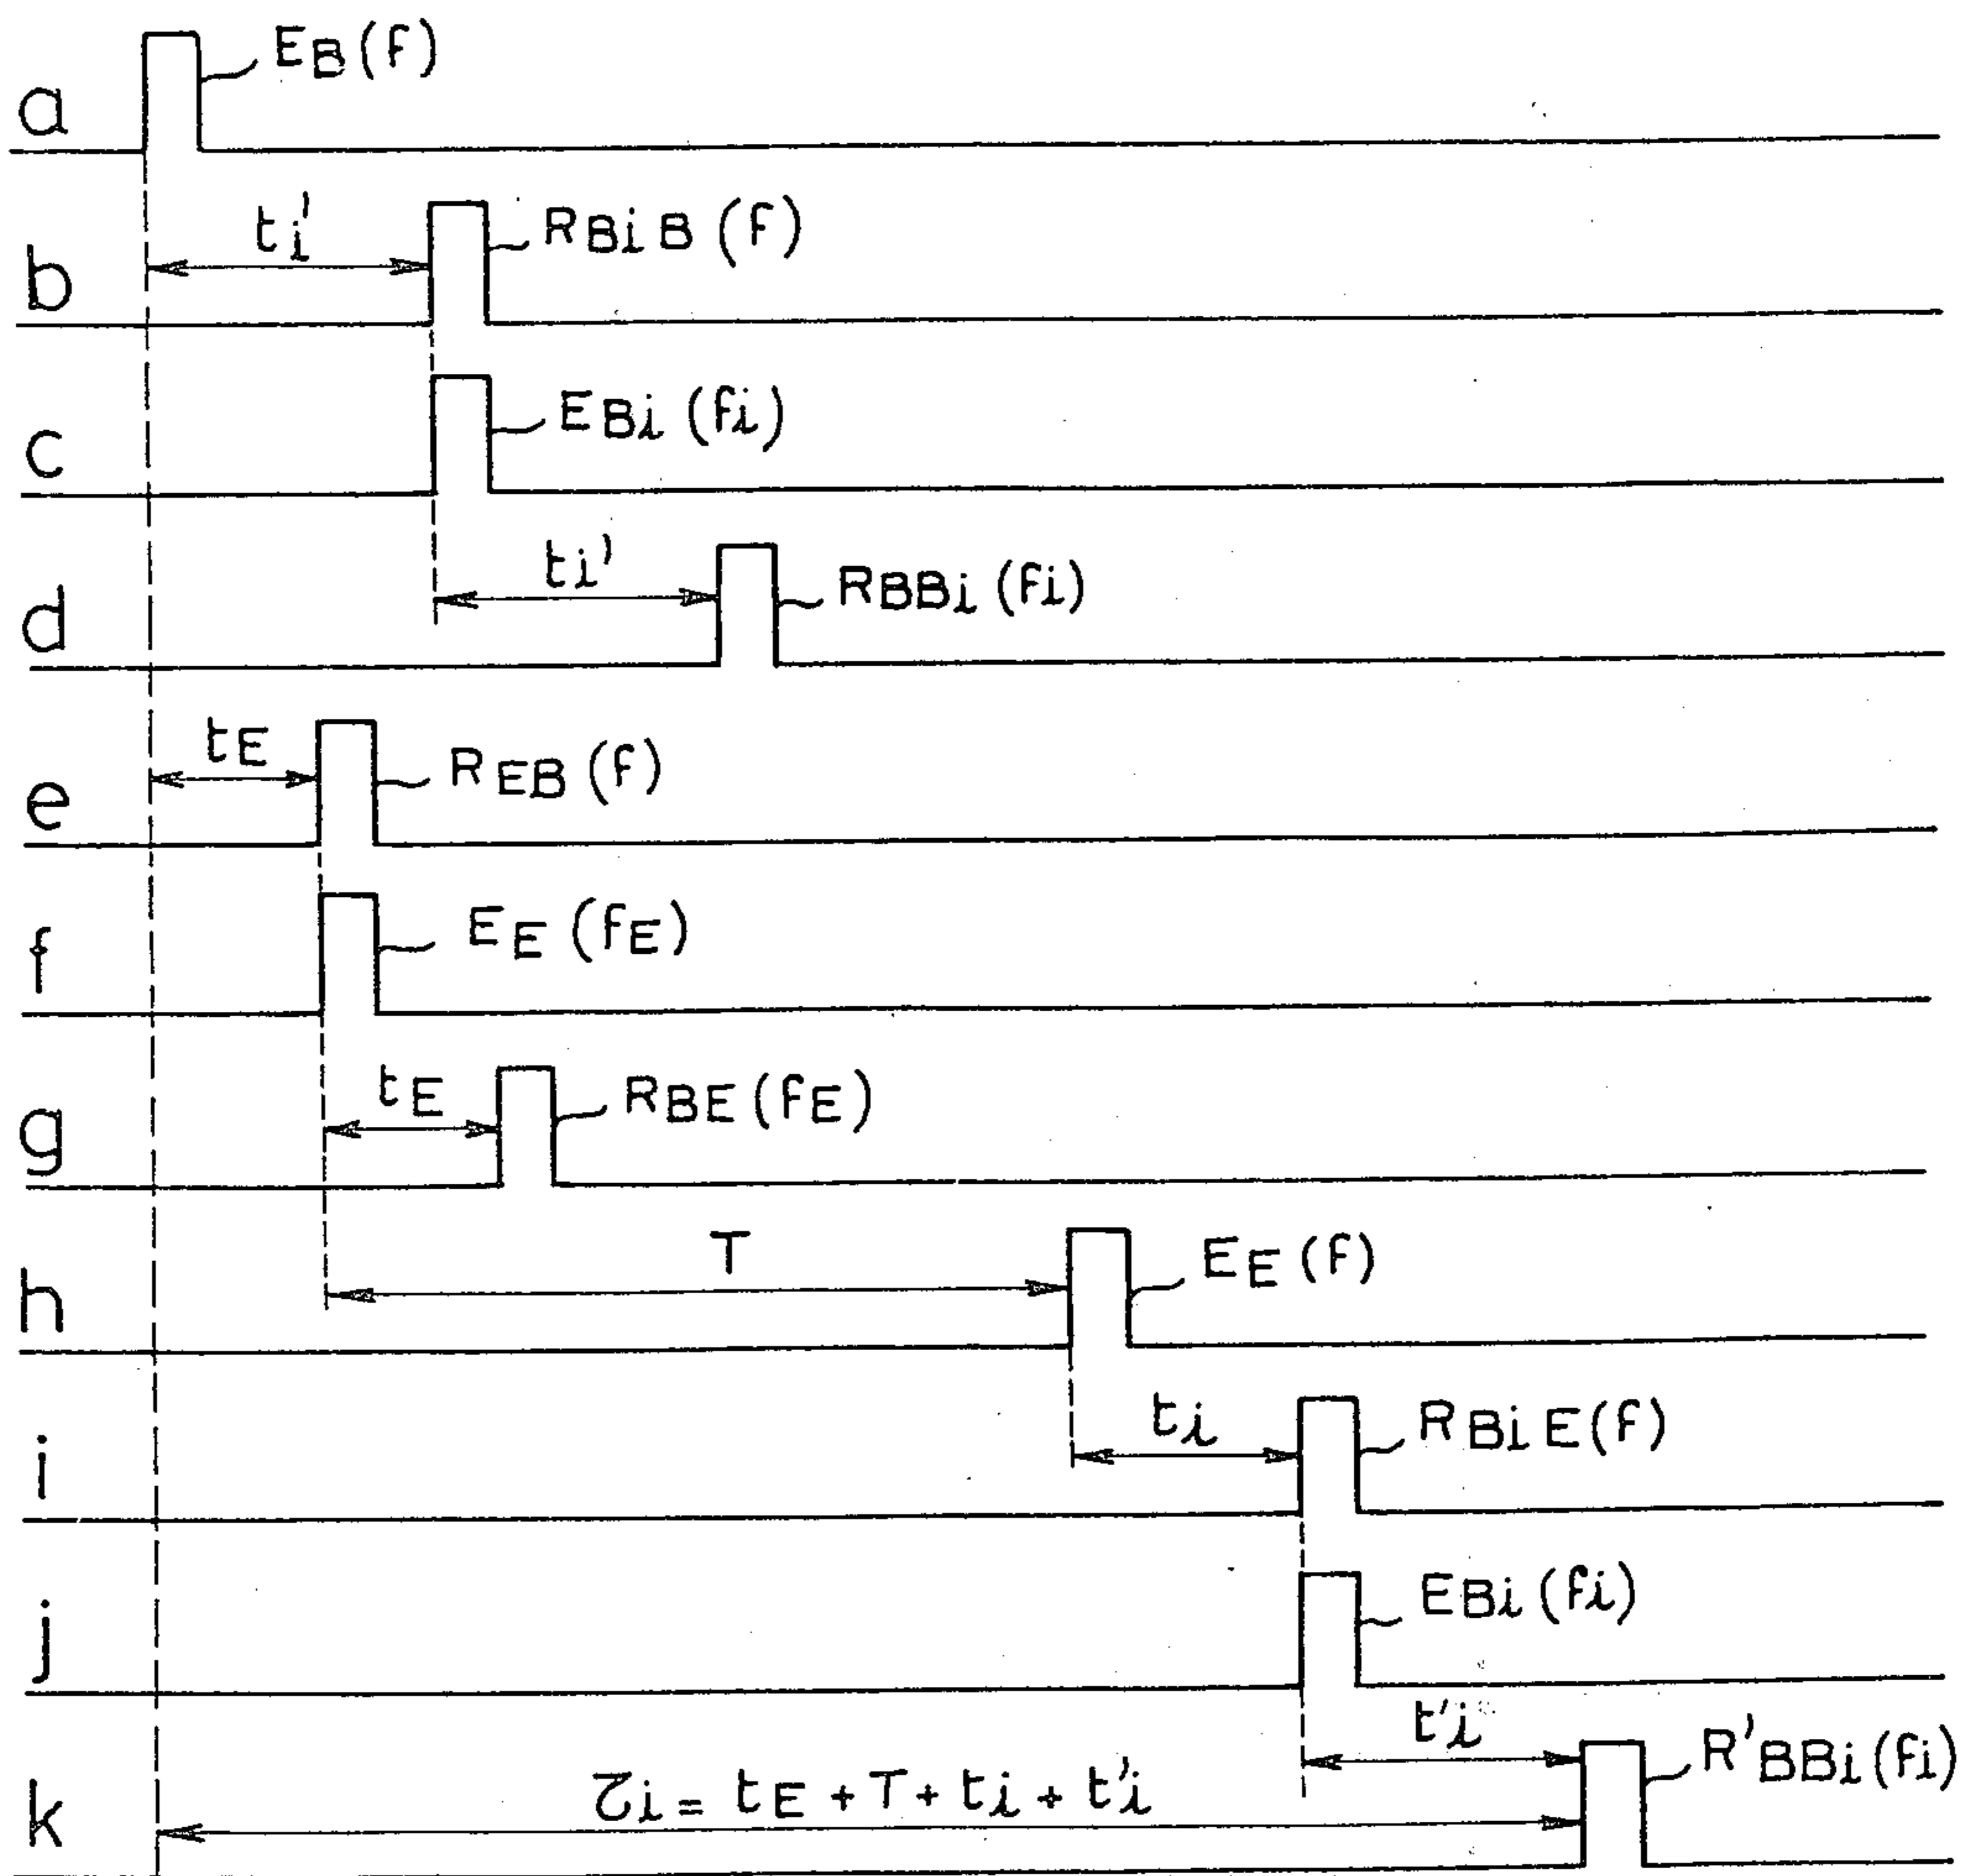 a
EB(f)
b
ti'
RBiB(f)
c
EBi(fi)
d
ti'
RBBi(fi)
e
tE
REB(f)
f
EE(fE)
g
tE
RBE(fE)
h
T
EE(f)
i
ti
RBiE(f)
j
EBi(fi)
k
τi = tE + T + ti + t'i
t'i
R'BBi(fi)